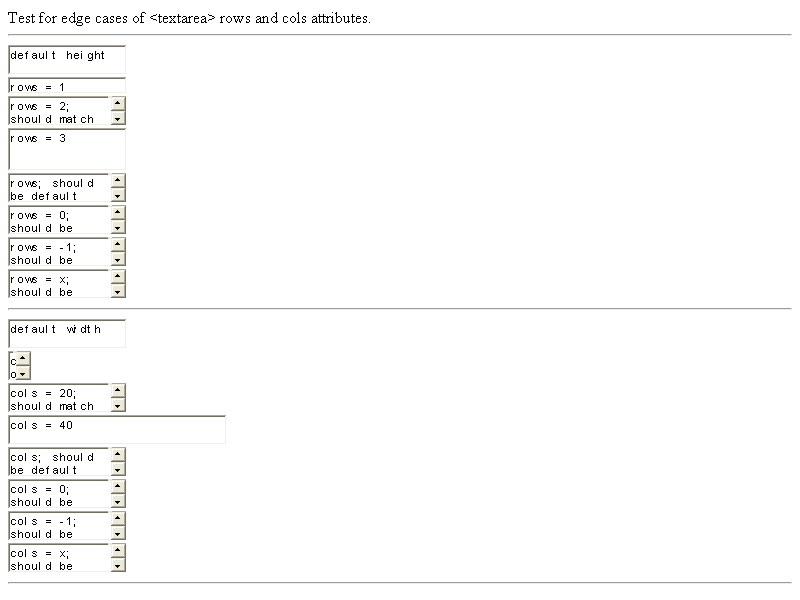 Test for edge cases of <textarea> rows and cols attributes.
default height
rows = 1
rows = 2;
should match
rows = 3
rows; should
be default
rows = 0;
should be
rows = -1;
should be
rows = x;
should be
default width
c
o
cols = 20;
should match
cols = 40
cols; should
be default
cols = 0;
should be
cols = -1;
should be
cols = x;
should be